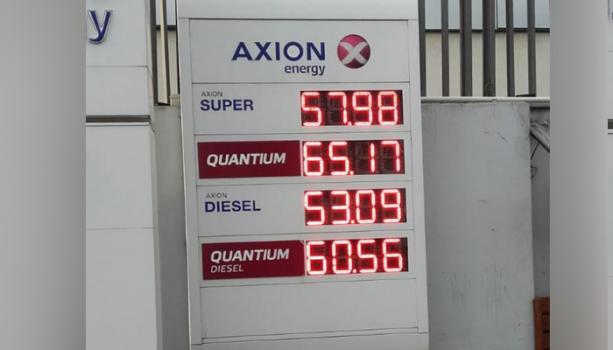 y
AXION
energy
AXION
SUPER 57.98
QUANTIUM 65.17
AXION
DIESEL 53.09
QUANTIUM
DIESEL 60.56